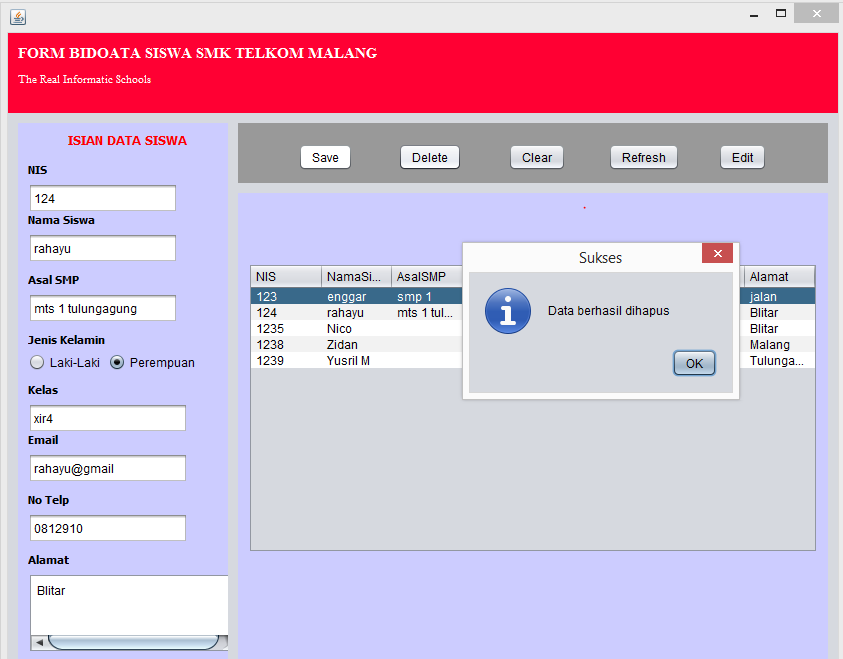 FORM BIDOATA SISWA SMK TELKOM MALANG
The Real Informatic Schools
ISIAN DATA SISWA
NIS
124
Nama Siswa
rahayu
Asal SMP
mts 1 tulungagung
Jenis Kelamin
Laki-Laki Perempuan
Kelas
xir4
Email
rahayu@gmail
No Telp
0812910
Alamat
Blitar
Save Delete Clear Refresh Edit
NIS NamaSi... AsalSMP Alamat
123 enggar smp 1 jalan
124 rahayu mts 1 tul... Blitar
1235 Nico Blitar
1238 Zidan Malang
1239 Yusril M Tulunga...
Sukses
Data berhasil dihapus
OK